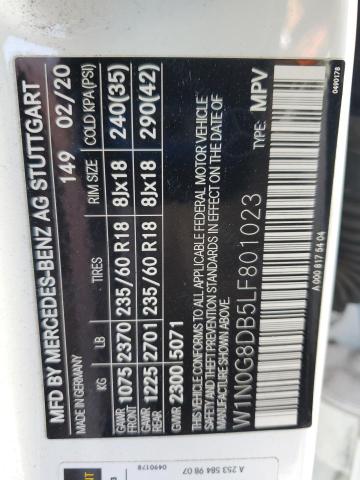 MFD BY MERCEDES-BENZ AG STUTTGART
149 02/20
KG LB TIRES RIM SIZE COLD KPA(PSI)
GAWR FRONT 1075 2370 235/60 R18 8Jx18 240(35)
GAWR REAR 1225 2701 235/60 R18 8Jx18 290(42)
GVWR 2300 5071
THIS VEHICLE CONFORMS TO ALL APPLICABLE FEDERAL MOTOR VEHICLE
SAFETY AND THEFT PREVENTION STANDARDS IN EFFECT ON THE DATE OF
MANUFACTURE SHOWN ABOVE.
W1N0G8DB5LF801023
TYPE: MPV
A 000 817 54 04
0490178
A 253 584 98 07
0490178